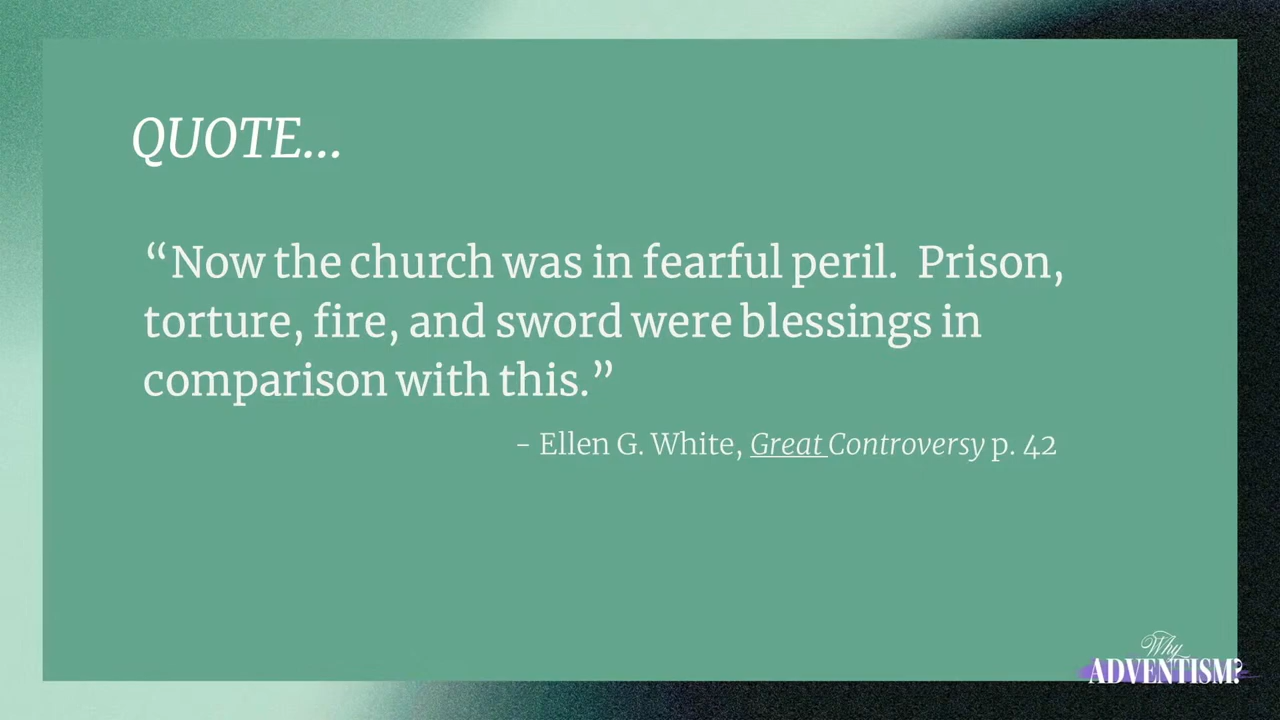 QUOTE...
“Now the church was in fearful peril.  Prison,
torture, fire, and sword were blessings in
comparison with this.”
– Ellen G. White, Great Controversy p. 42
Why
ADVENTISM?